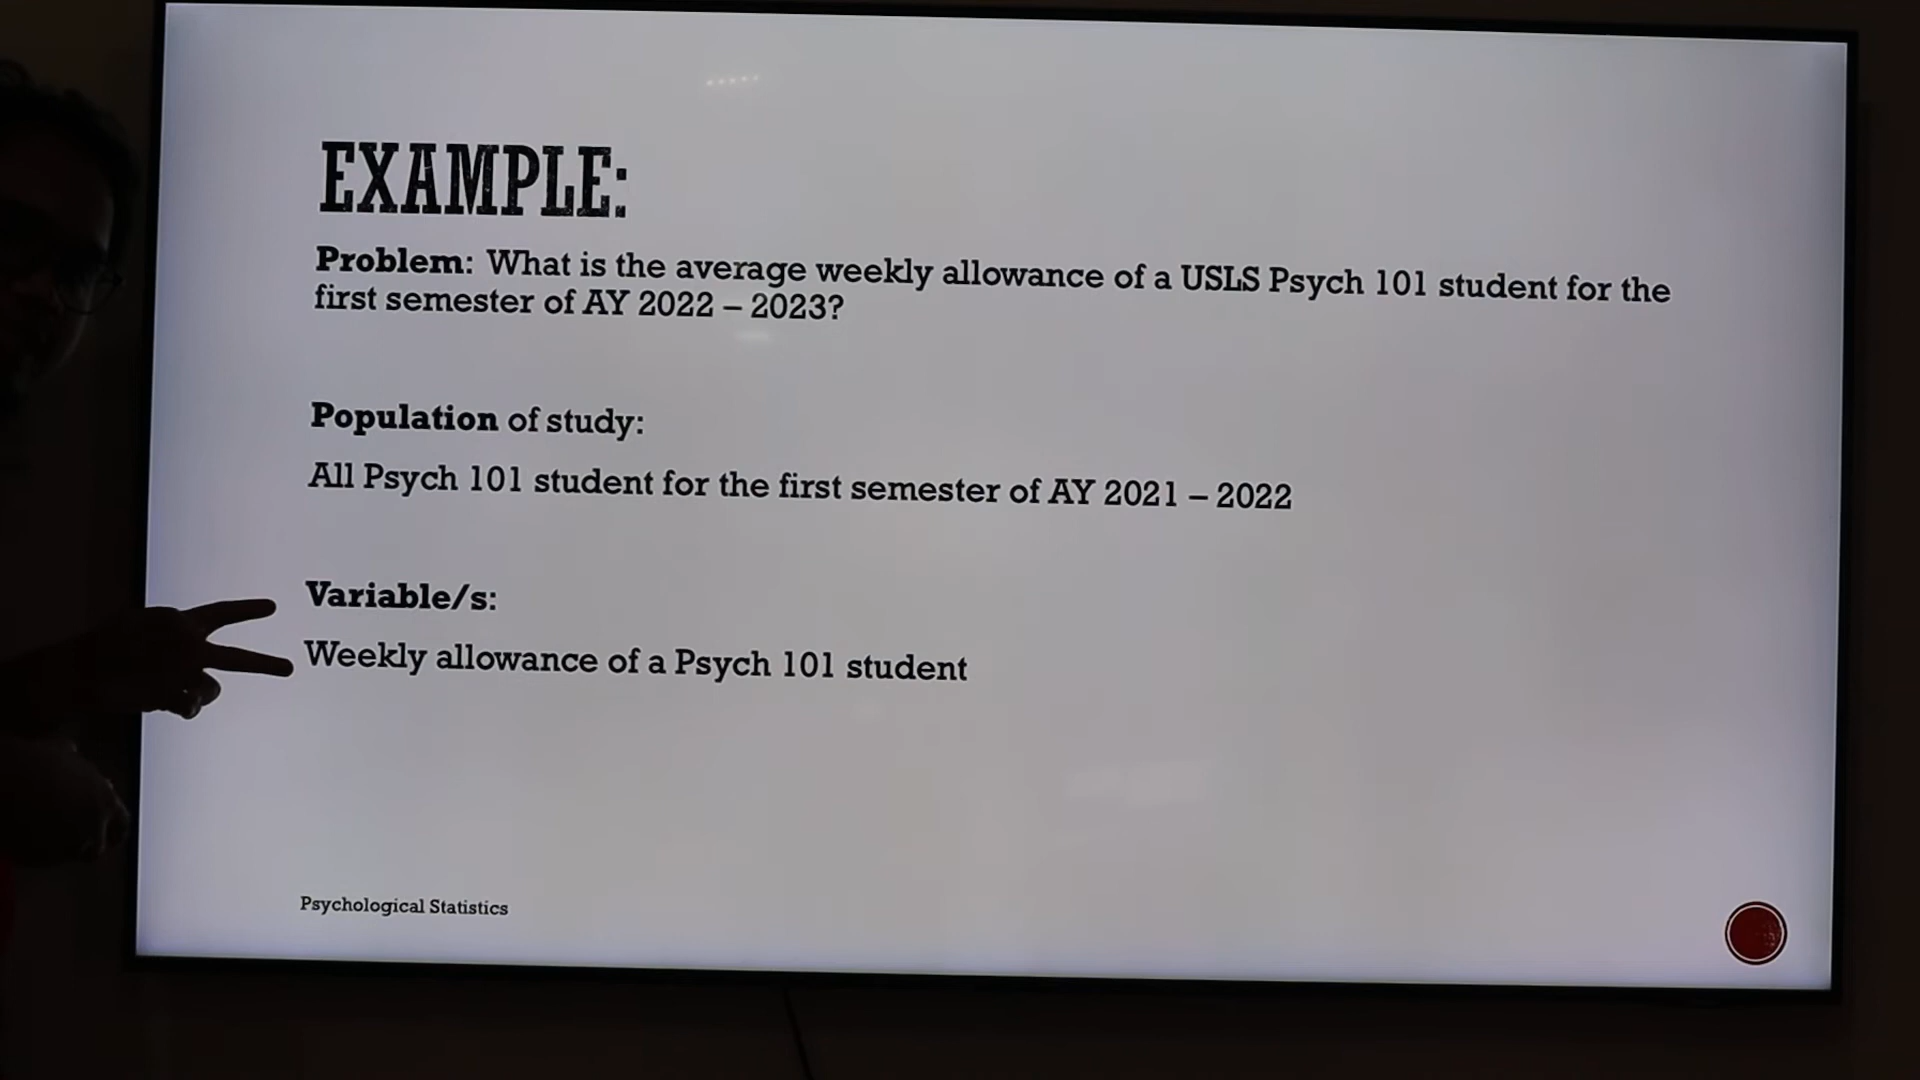 EXAMPLE:
Problem: What is the average weekly allowance of a USLS Psych 101 student for the
first semester of AY 2022 – 2023?
Population of study:
All Psych 101 student for the first semester of AY 2021 – 2022
Variable/s:
Weekly allowance of a Psych 101 student
Psychological Statistics